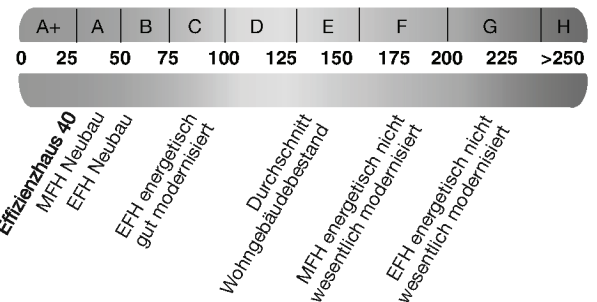 A+ A B C D E F G H
0 25 50 75 100 125 150 175 200 225 >250
Effizienzhaus 40
MFH Neubau
EFH Neubau
EFH energetisch
gut modernisiert
Durchschnitt
Wohngebäudebestand
MFH energetisch nicht
wesentlich modernisiert
EFH energetisch nicht
wesentlich modernisiert